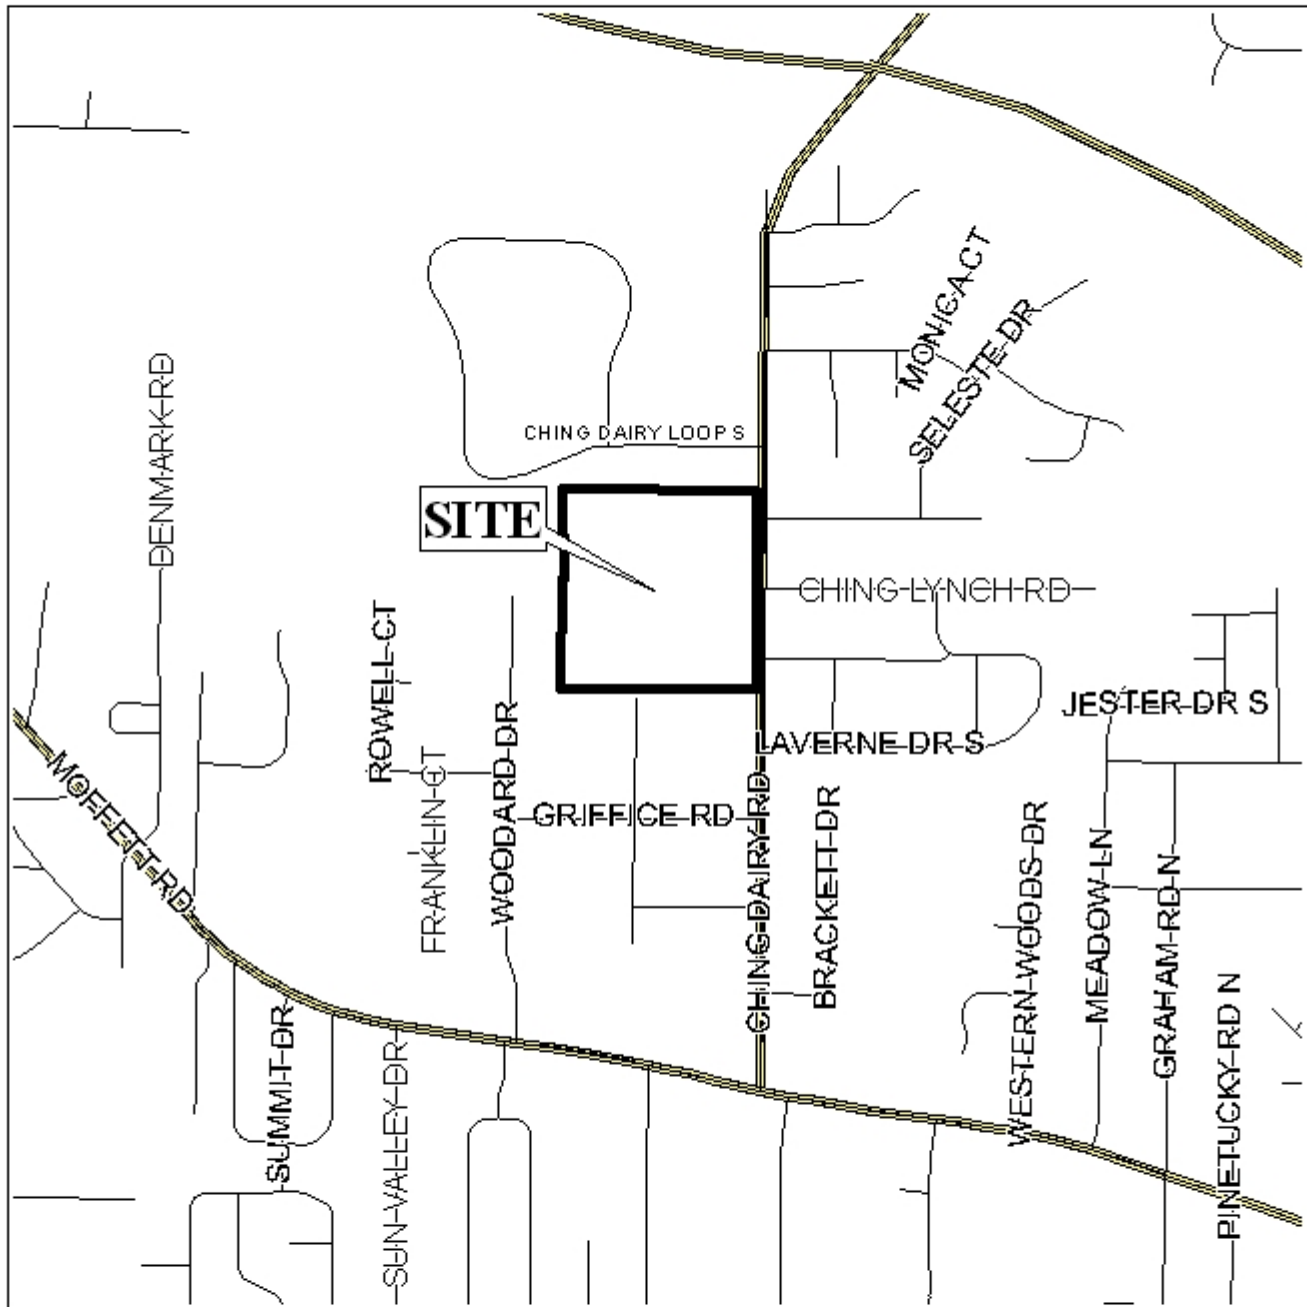 MONICA CT
SELESTE DR
CHING DAIRY LOOP S
DENMARK RD
SITE
CHING LYNCH RD
ROWELL CT
JESTER DR S
LAVERNE DR S
FRANKLIN CT
WOODARD DR
GRIFFICE RD
CHING DAIRY RD
BRACKETT DR
MOFFETT RD
WESTERN WOODS DR
MEADOW LN
GRAHAM RD N
PINETUCKY RD N
SUMMIT DR
SUN VALLEY DR